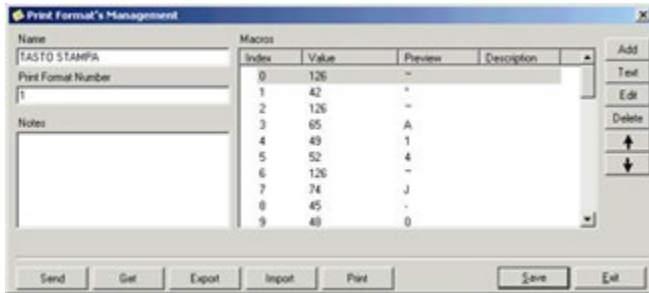 Print Format's Management
Name
TASTO STAMPA
Print Format Number
1
Notes
Macros
Index Value Preview Description
0 126 ~
1 42 *
2 126 ~
3 65 A
4 49 1
5 52 4
6 126 ~
7 74 J
8 45 -
9 48 0
Add
Text
Edit
Delete
Send Get Export Import Print Save Exit